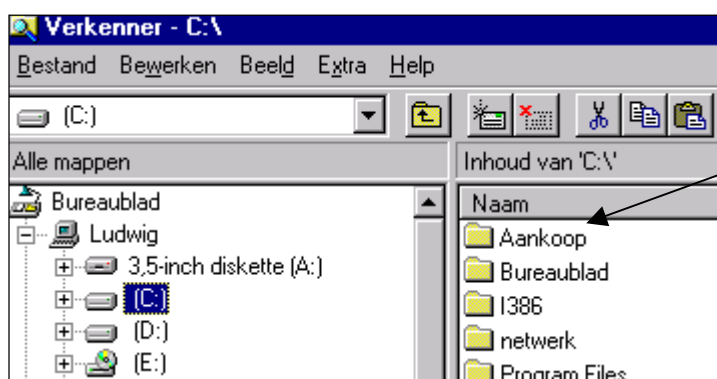 Verkenner - C:\
Bestand Bewerken Beeld Extra Help
(C:)
Alle mappen
Inhoud van 'C:\'
Bureaublad
Ludwig
3,5-inch diskette (A:)
(C:)
(D:)
(E:)
Naam
Aankoop
Bureaublad
I386
netwerk
Program Files